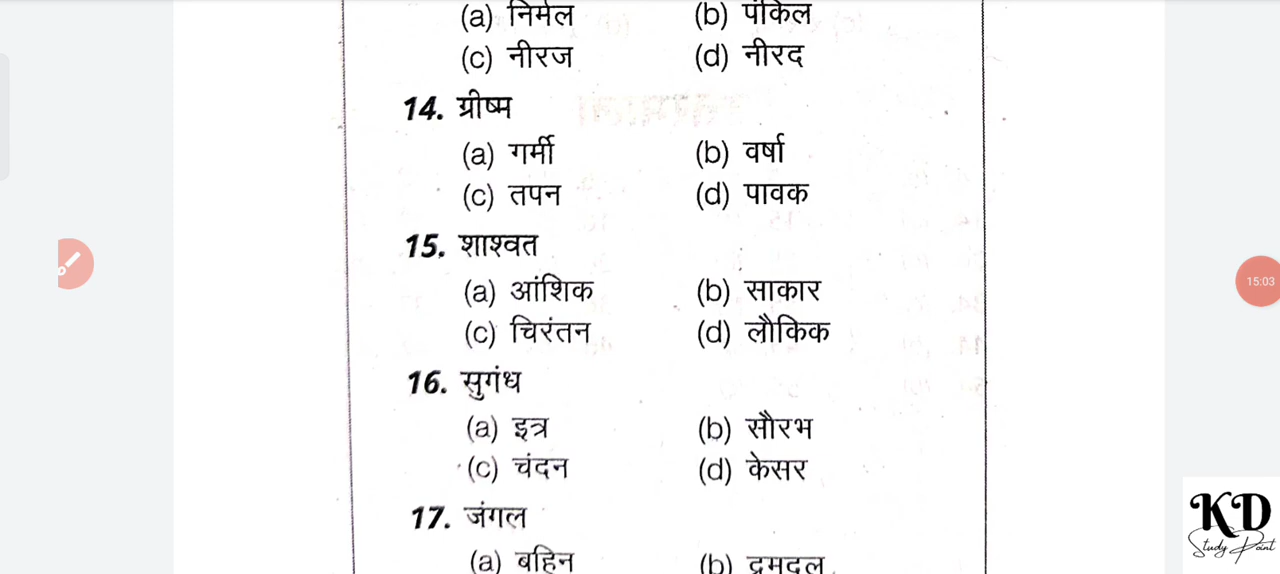 (a) निर्मल (b) पंकिल
(c) नीरज (d) नीरद
14. ग्रीष्म
(a) गर्मी (b) वर्षा
(c) तपन (d) पावक
15. शाश्वत
(a) आंशिक (b) साकार
(c) चिरंतन (d) लौकिक
16. सुगंध
(a) इत्र (b) सौरभ
(c) चंदन (d) केसर
17. जंगल
(a) बहिन (b) द्रुमदल
15:03
KD
Study Point